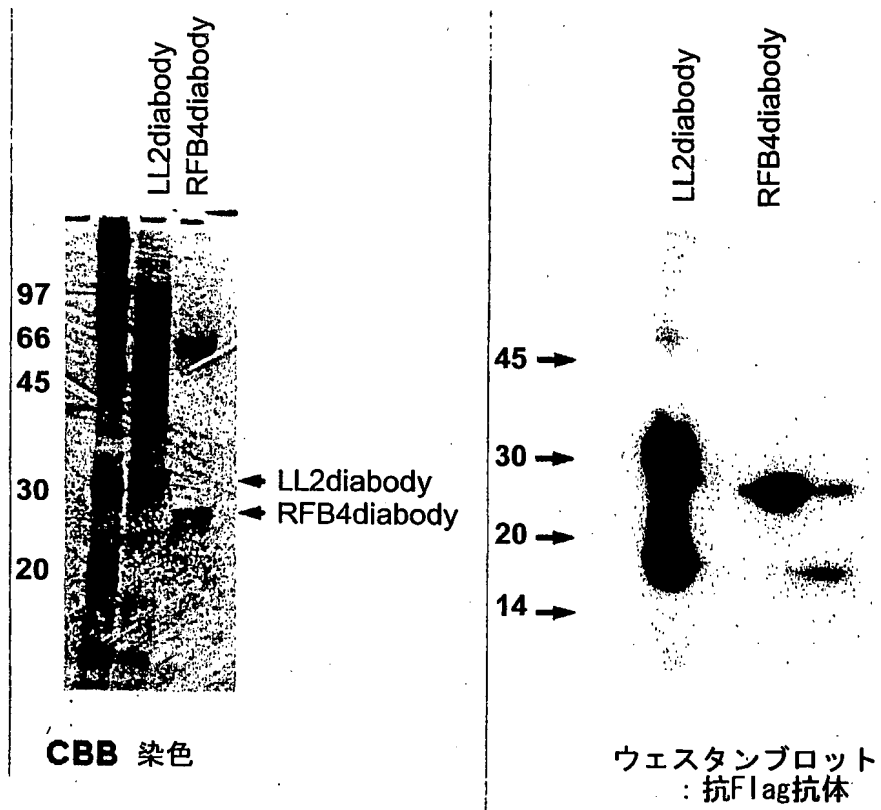 LL2diabody
RFB4diabody
97
66
45
30
20
LL2diabody
RFB4diabody
CBB 染色
LL2diabody
RFB4diabody
45
30
20
14
ウェスタンブロット
：抗Flag抗体